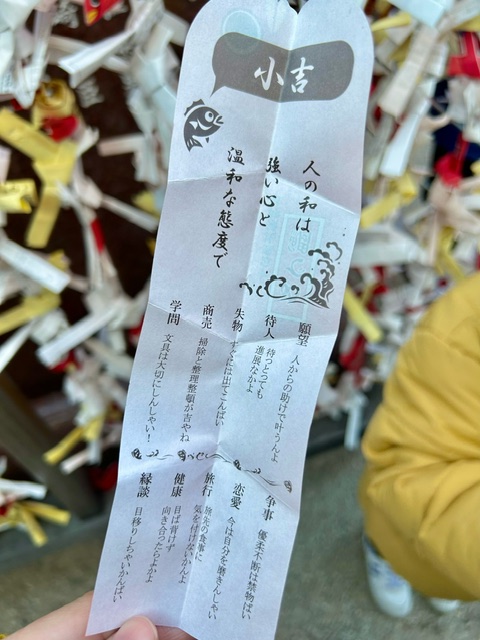 小吉
人の和は
強い心と
温和な態度で
願望 人からの助けで叶うんよ
待人 待っとっても
進展なかよ
失物 すぐには出てこんばい
商売 掃除と整理整頓が吉やね
学問 文具は大切にしんしゃい!
争事 優柔不断は禁物ばい
恋愛 今は自分を磨きんしゃい
旅行 旅先の食事に
気を付けないかんよ
健康 目ば背けず
向き合ったらよかよ
縁談 目移りしちゃいかんばい